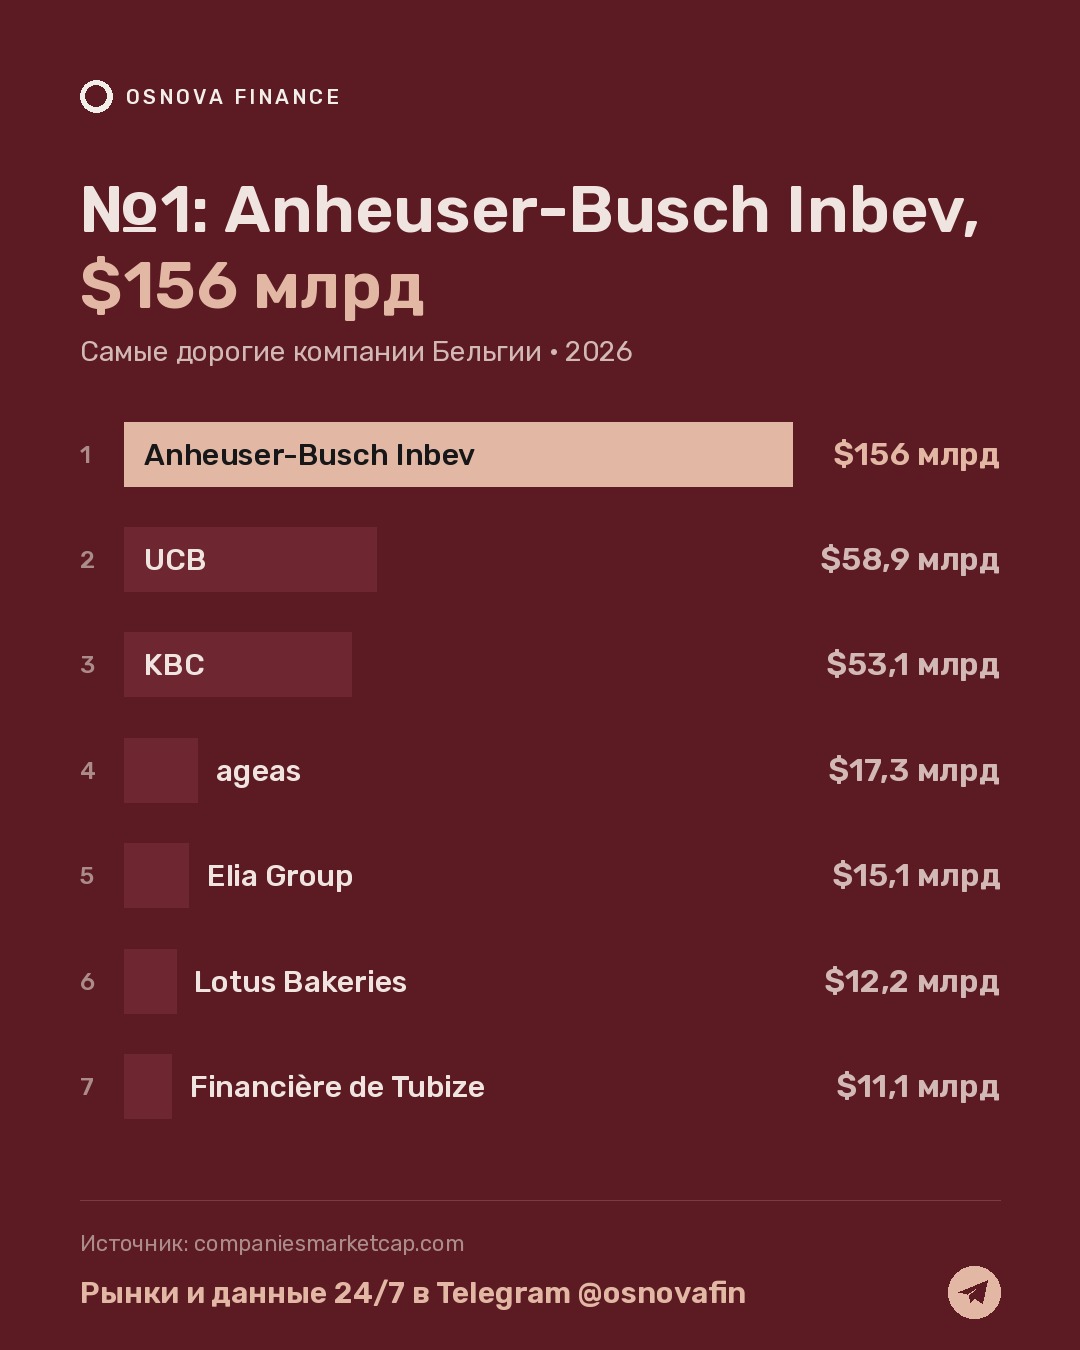 OSNOVA FINANCE
№1: Anheuser-Busch Inbev,
$156 млрд
Самые дорогие компании Бельгии • 2026
1 Anheuser-Busch Inbev $156 млрд
2 UCB $58,9 млрд
3 KBC $53,1 млрд
4 ageas $17,3 млрд
5 Elia Group $15,1 млрд
6 Lotus Bakeries $12,2 млрд
7 Financière de Tubize $11,1 млрд
Источник: companiesmarketcap.com
Рынки и данные 24/7 в Telegram @osnovafin